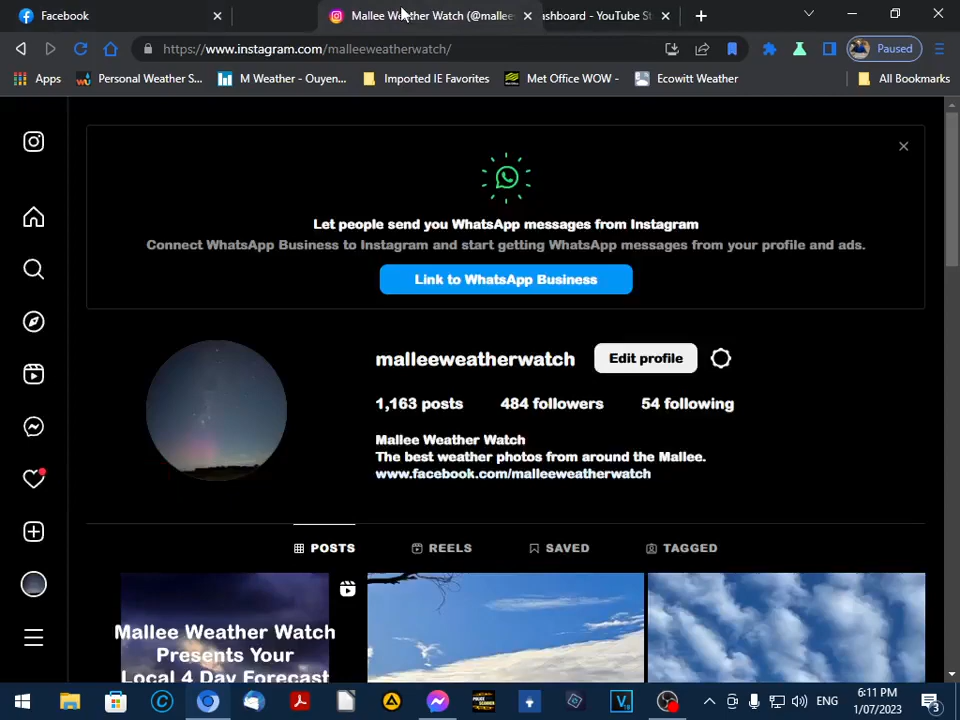 Facebook
Mallee Weather Watch (@malle
ashboard - YouTube St
https://www.instagram.com/malleeweatherwatch/
Paused
Apps
Personal Weather S...
M Weather - Ouyen...
Imported IE Favorites
Met Office WOW -
Ecowitt Weather
All Bookmarks
Let people send you WhatsApp messages from Instagram
Connect WhatsApp Business to Instagram and start getting WhatsApp messages from your profile and ads.
Link to WhatsApp Business
malleeweatherwatch
Edit profile
1,163 posts 484 followers 54 following
Mallee Weather Watch
The best weather photos from around the Mallee.
www.facebook.com/malleeweatherwatch
POSTS
REELS
SAVED
TAGGED
Mallee Weather Watch
Presents Your
Local 4 Day Forecast
ENG
6:11 PM
1/07/2023
3